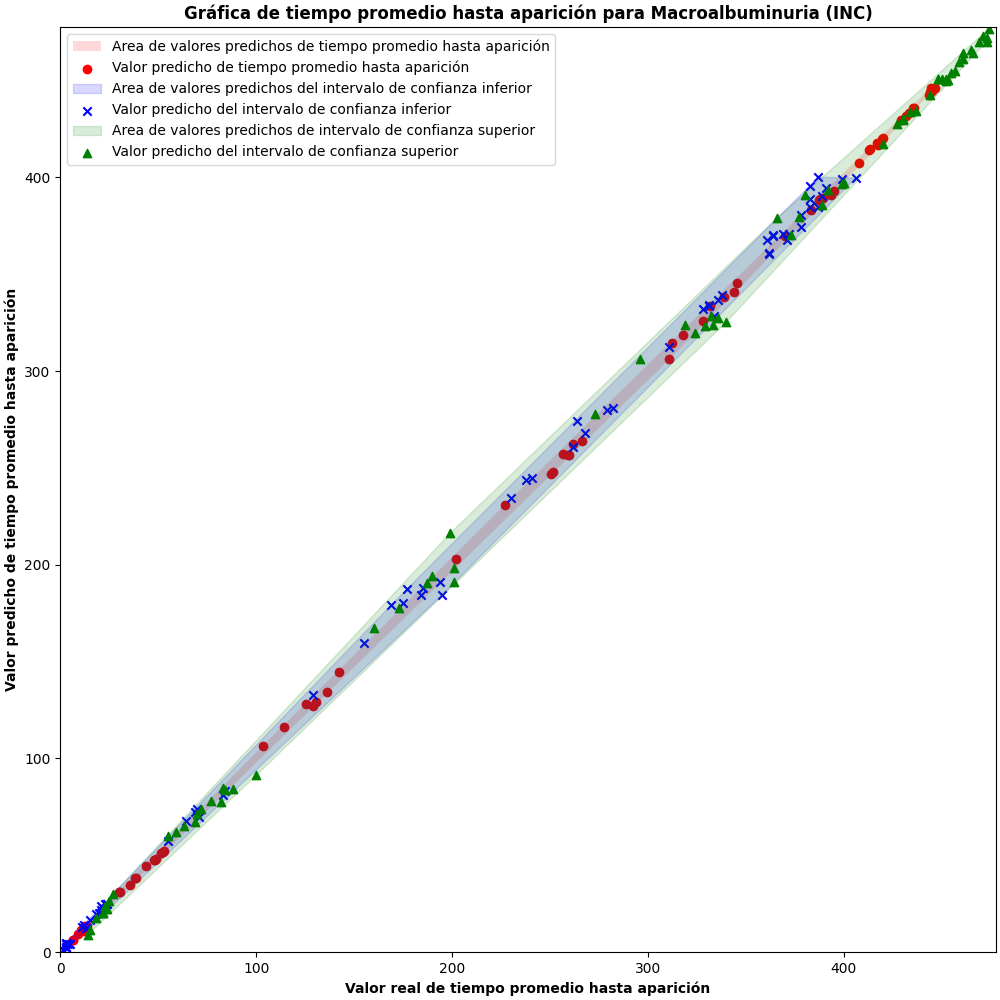 Gráfica de tiempo promedio hasta aparición para Macroalbuminuria (INC)
Area de valores predichos de tiempo promedio hasta aparición
Valor predicho de tiempo promedio hasta aparición
Area de valores predichos del intervalo de confianza inferior
Valor predicho del intervalo de confianza inferior
Area de valores predichos de intervalo de confianza superior
Valor predicho del intervalo de confianza superior
Valor predicho de tiempo promedio hasta aparición
400
300
200
100
0
0 100 200 300 400
Valor real de tiempo promedio hasta aparición